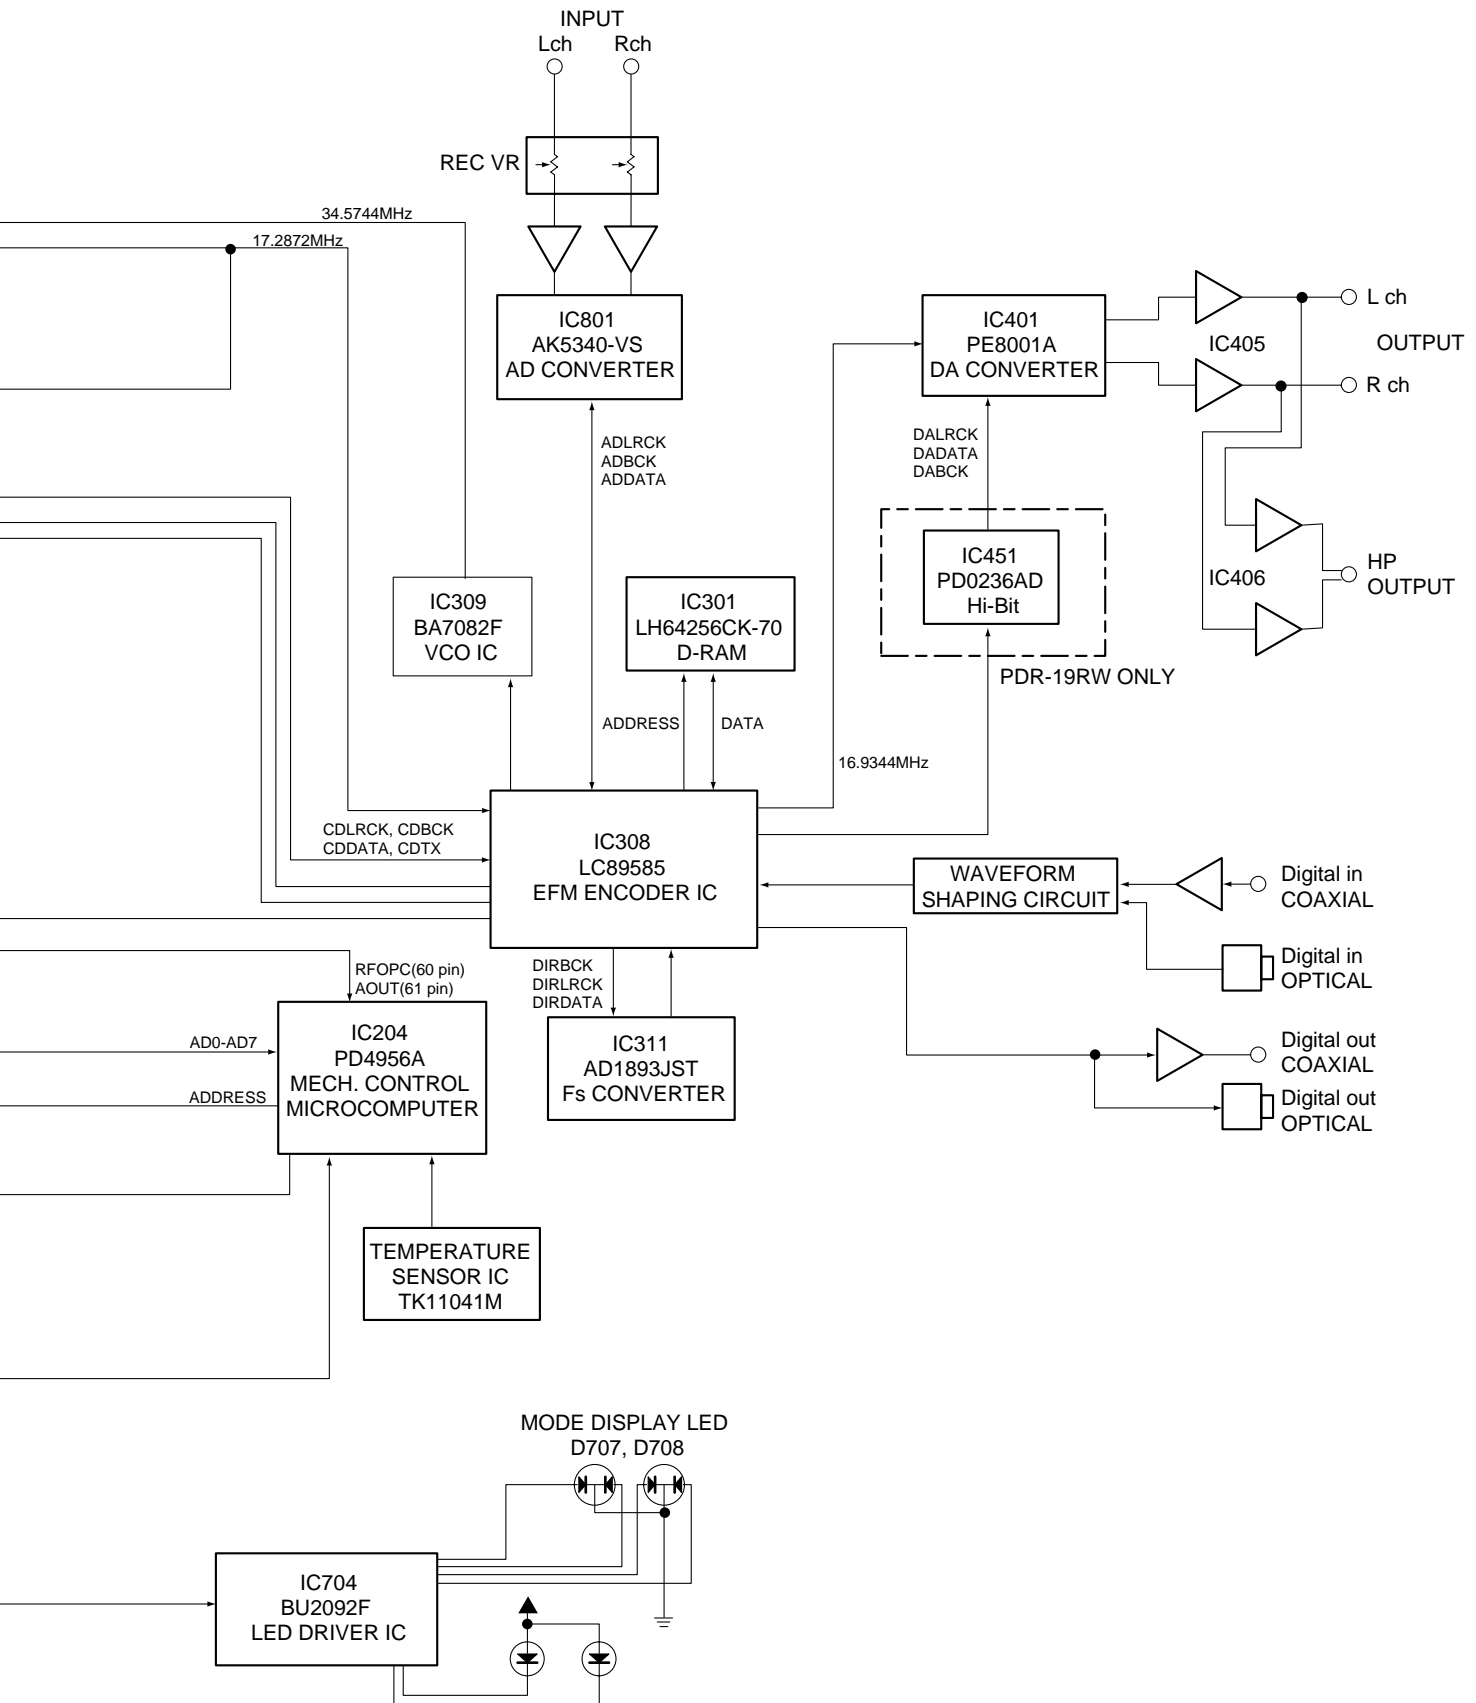 INPUT
Lch Rch
REC VR
34.5744MHz
17.2872MHz
IC801
AK5340-VS
AD CONVERTER
IC401
PE8001A
DA CONVERTER
IC405
L ch
OUTPUT
R ch
ADLRCK
ADBCK
ADDATA
DALRCK
DADATA
DABCK
IC451
PD0236AD
Hi-Bit
PDR-19RW ONLY
IC406
HP
OUTPUT
IC309
BA7082F
VCO IC
IC301
LH64256CK-70
D-RAM
ADDRESS
DATA
16.9344MHz
CDLRCK, CDBCK
CDDATA, CDTX
IC308
LC89585
EFM ENCODER IC
WAVEFORM
SHAPING CIRCUIT
Digital in
COAXIAL
Digital in
OPTICAL
RFOPC(60 pin)
AOUT(61 pin)
DIRBCK
DIRLRCK
DIRDATA
IC204
PD4956A
MECH. CONTROL
MICROCOMPUTER
AD0-AD7
ADDRESS
IC311
AD1893JST
Fs CONVERTER
Digital out
COAXIAL
Digital out
OPTICAL
TEMPERATURE
SENSOR IC
TK11041M
MODE DISPLAY LED
D707, D708
IC704
BU2092F
LED DRIVER IC